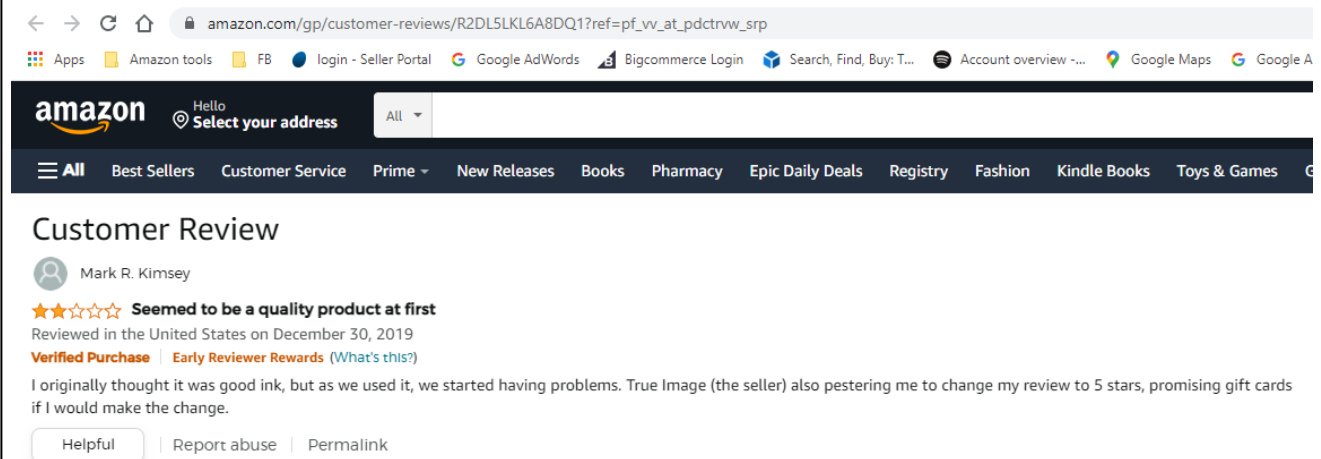 amazon.com/gp/customer-reviews/R2DL5LKL6A8DQ1?ref=pf_vv_at_pdctrvw_srp
Apps Amazon tools FB login - Seller Portal Google AdWords Bigcommerce Login Search, Find, Buy: T... Account overview -... Google Maps Google A
amazon Hello Select your address All
All Best Sellers Customer Service Prime New Releases Books Pharmacy Epic Daily Deals Registry Fashion Kindle Books Toys & Games G
Customer Review
Mark R. Kimsey
Seemed to be a quality product at first
Reviewed in the United States on December 30, 2019
Verified Purchase | Early Reviewer Rewards (What's this?)
I originally thought it was good ink, but as we used it, we started having problems. True Image (the seller) also pestering me to change my review to 5 stars, promising gift cards
if I would make the change.
Helpful | Report abuse | Permalink